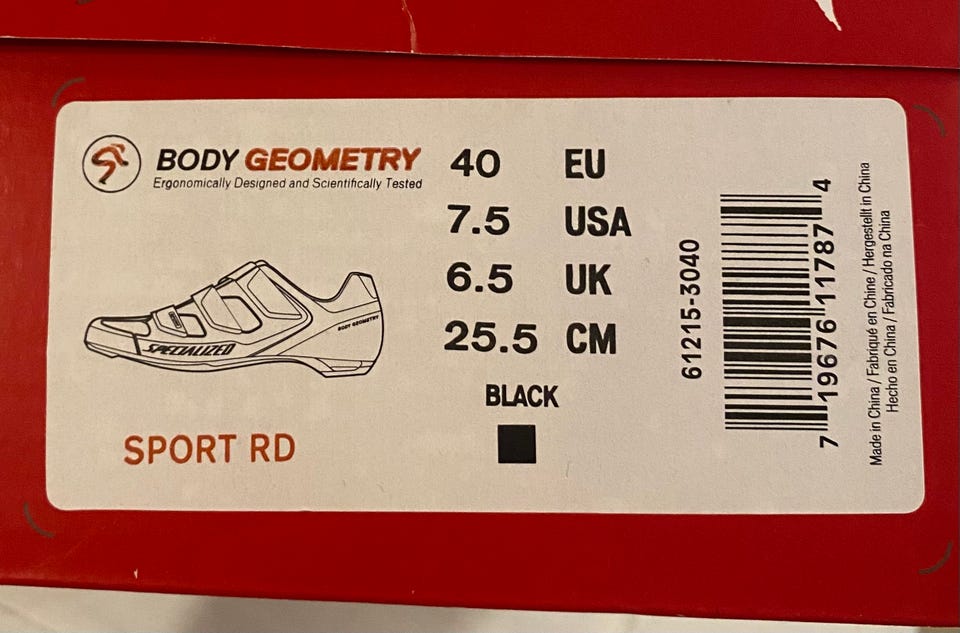 BODY GEOMETRY
Ergonomically Designed and Scientifically Tested
SPECIALIZED
BODY GEOMETRY
SPORT RD
40 EU
7.5 USA
6.5 UK
25.5 CM
BLACK
61215-3040
7 19676 11787 4
Made in China / Fabriqué en Chine / Hergestellt in China
Hecho en China / Fabricado na China